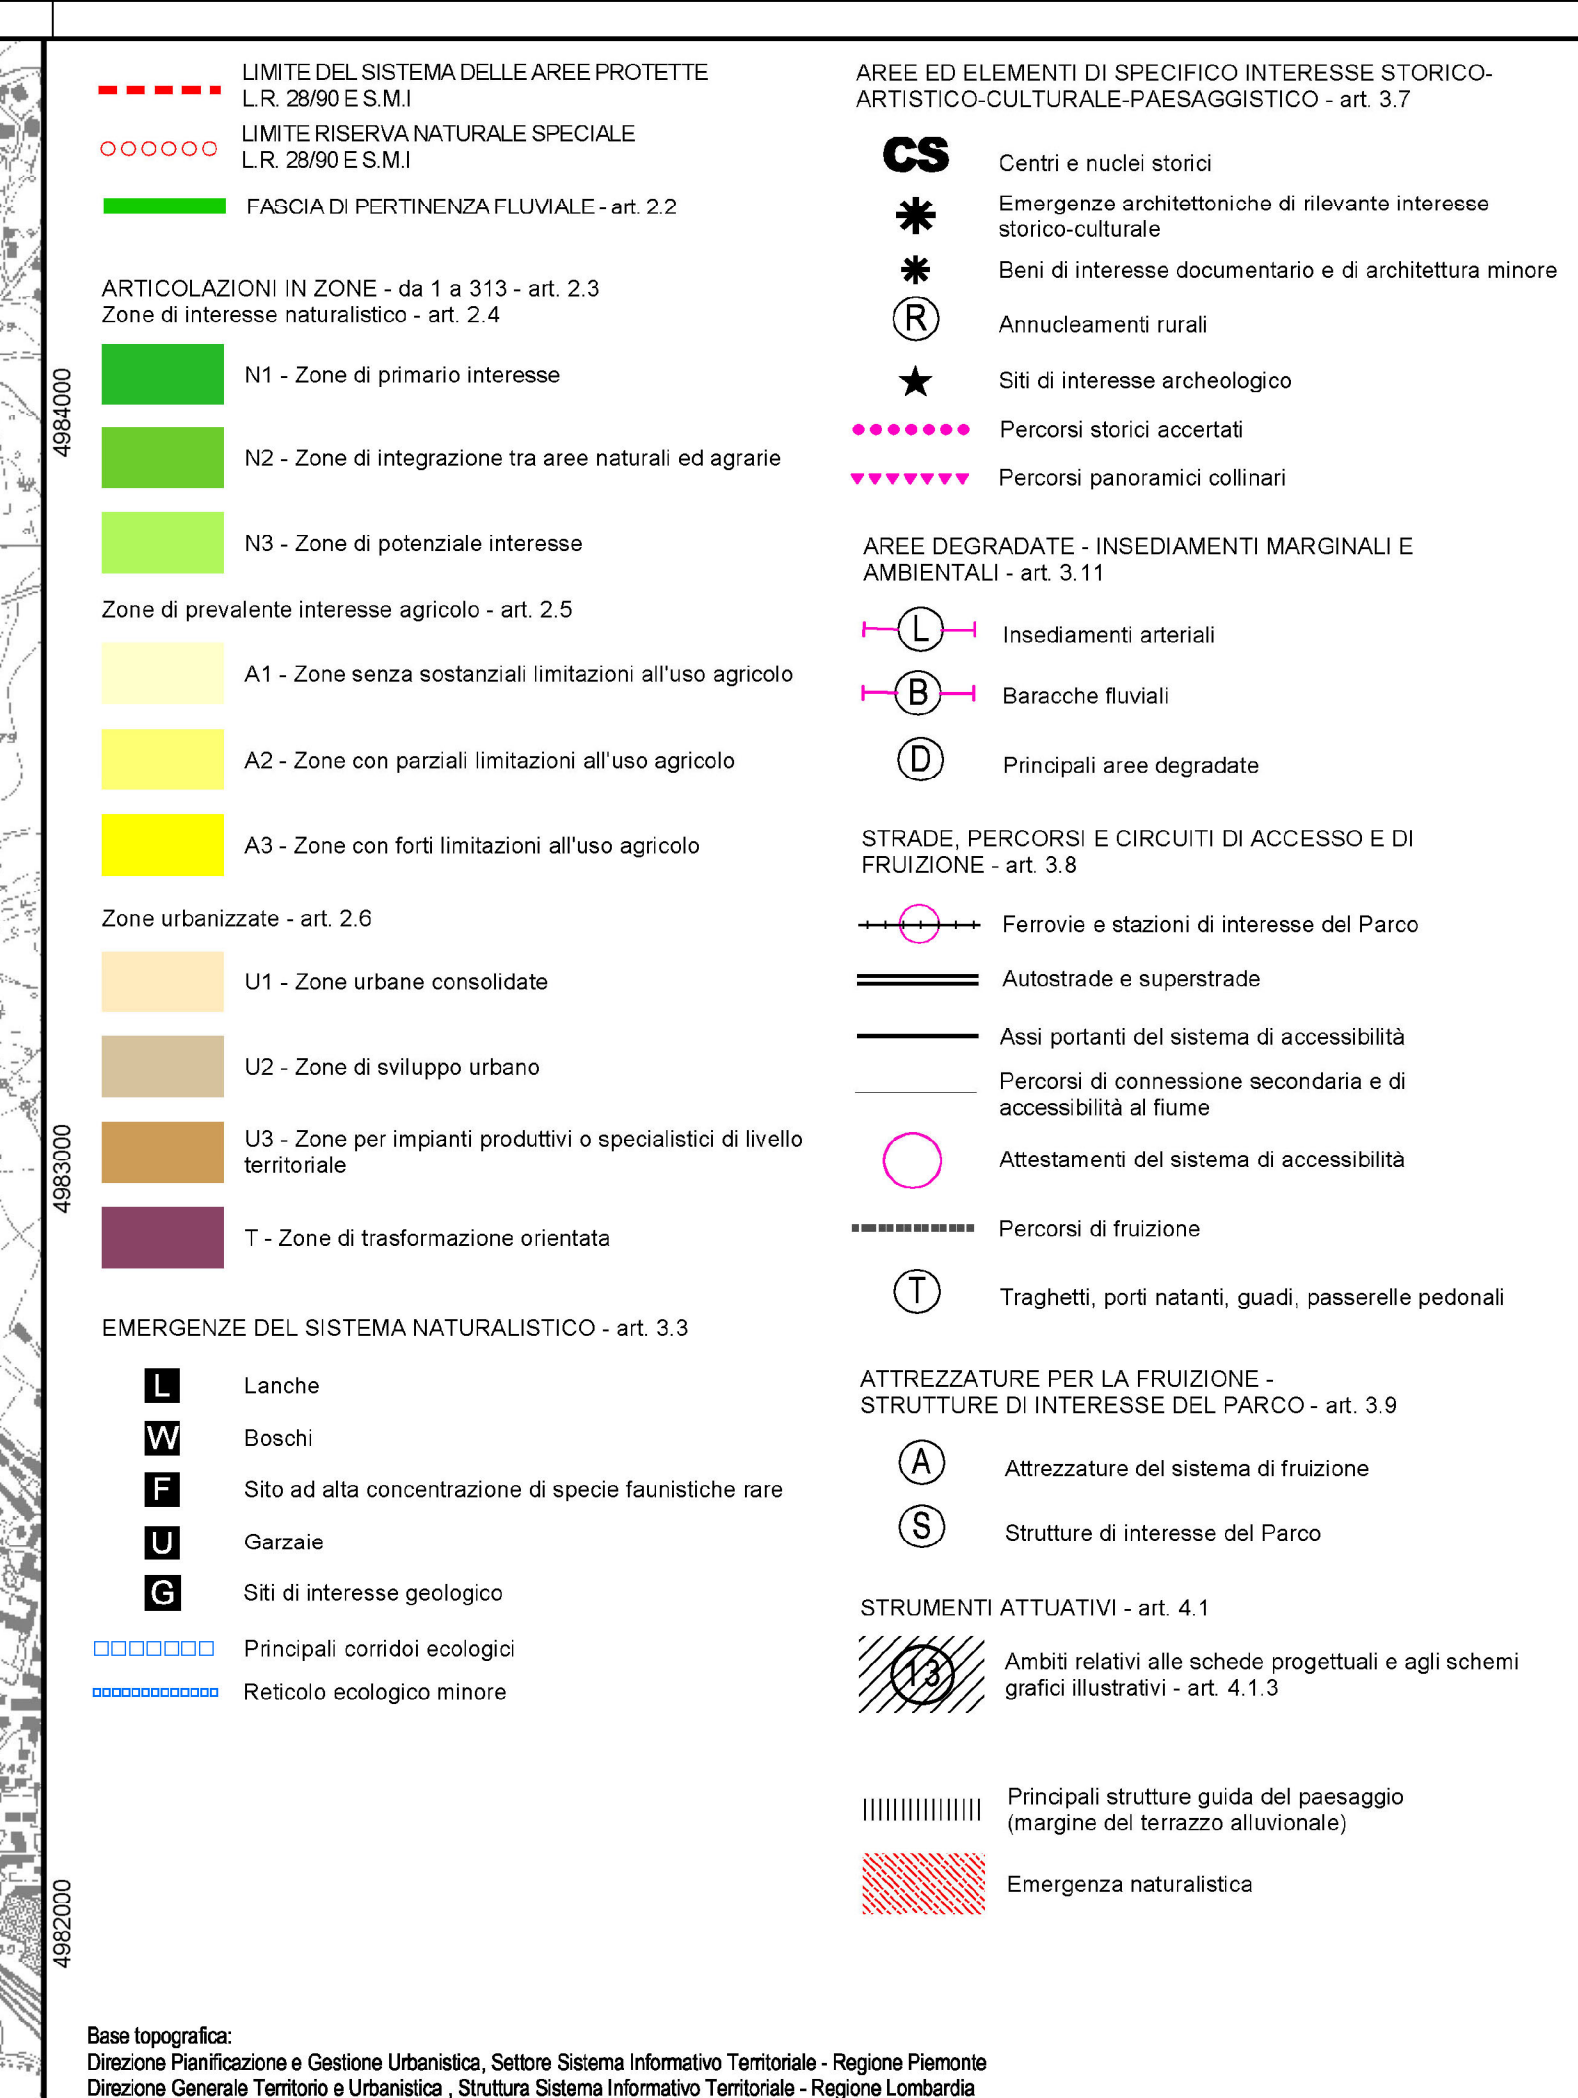 LIMITE DEL SISTEMA DELLE AREE PROTETTE
L.R. 28/90 E S.M.I
LIMITE RISERVA NATURALE SPECIALE
L.R. 28/90 E S.M.I
FASCIA DI PERTINENZA FLUVIALE - art. 2.2
ARTICOLAZIONI IN ZONE - da 1 a 313 - art. 2.3
Zone di interesse naturalistico - art. 2.4
N1 - Zone di primario interesse
N2 - Zone di integrazione tra aree naturali ed agrarie
N3 - Zone di potenziale interesse
Zone di prevalente interesse agricolo - art. 2.5
A1 - Zone senza sostanziali limitazioni all'uso agricolo
A2 - Zone con parziali limitazioni all'uso agricolo
A3 - Zone con forti limitazioni all'uso agricolo
Zone urbanizzate - art. 2.6
U1 - Zone urbane consolidate
U2 - Zone di sviluppo urbano
U3 - Zone per impianti produttivi o specialistici di livello
territoriale
T - Zone di trasformazione orientata
EMERGENZE DEL SISTEMA NATURALISTICO - art. 3.3
L Lanche
W Boschi
F Sito ad alta concentrazione di specie faunistiche rare
U Garzaie
G Siti di interesse geologico
Principali corridoi ecologici
Reticolo ecologico minore
AREE ED ELEMENTI DI SPECIFICO INTERESSE STORICO-
ARTISTICO-CULTURALE-PAESAGGISTICO - art. 3.7
CS Centri e nuclei storici
Emergenze architettoniche di rilevante interesse
storico-culturale
Beni di interesse documentario e di architettura minore
R Annucleamenti rurali
Siti di interesse archeologico
Percorsi storici accertati
Percorsi panoramici collinari
AREE DEGRADATE - INSEDIAMENTI MARGINALI E
AMBIENTALI - art. 3.11
L Insediamenti arteriali
B Baracche fluviali
D Principali aree degradate
STRADE, PERCORSI E CIRCUITI DI ACCESSO E DI
FRUIZIONE - art. 3.8
Ferrovie e stazioni di interesse del Parco
Autostrade e superstrade
Assi portanti del sistema di accessibilità
Percorsi di connessione secondaria e di
accessibilità al fiume
Attestamenti del sistema di accessibilità
Percorsi di fruizione
T Traghetti, porti natanti, guadi, passerelle pedonali
ATTREZZATURE PER LA FRUIZIONE -
STRUTTURE DI INTERESSE DEL PARCO - art. 3.9
A Attrezzature del sistema di fruizione
S Strutture di interesse del Parco
STRUMENTI ATTUATIVI - art. 4.1
13 Ambiti relativi alle schede progettuali e agli schemi
grafici illustrativi - art. 4.1.3
Principali strutture guida del paesaggio
(margine del terrazzo alluvionale)
Emergenza naturalistica
4984000
4983000
4982000
Base topografica:
Direzione Pianificazione e Gestione Urbanistica, Settore Sistema Informativo Territoriale - Regione Piemonte
Direzione Generale Territorio e Urbanistica , Struttura Sistema Informativo Territoriale - Regione Lombardia